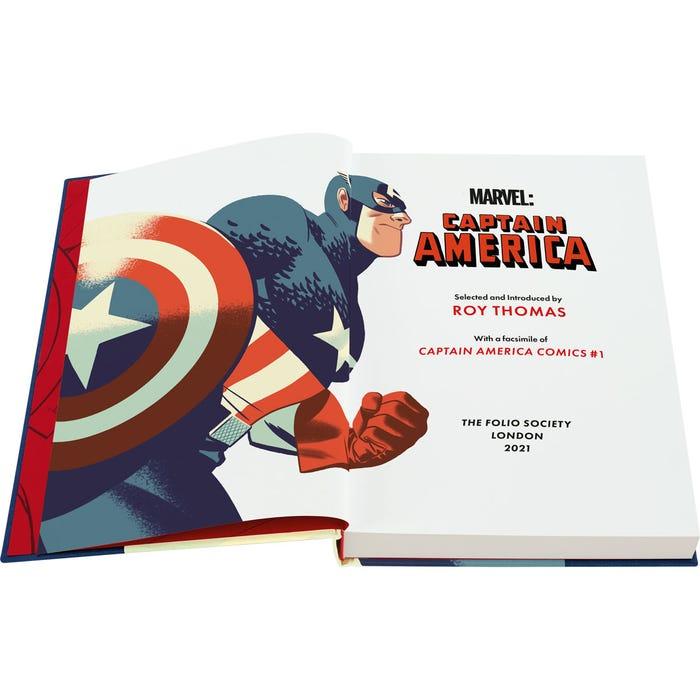 MARVEL:
CAPTAIN
AMERICA
Selected and Introduced by
ROY THOMAS
With a facsimile of
CAPTAIN AMERICA COMICS #1
THE FOLIO SOCIETY
LONDON
2021